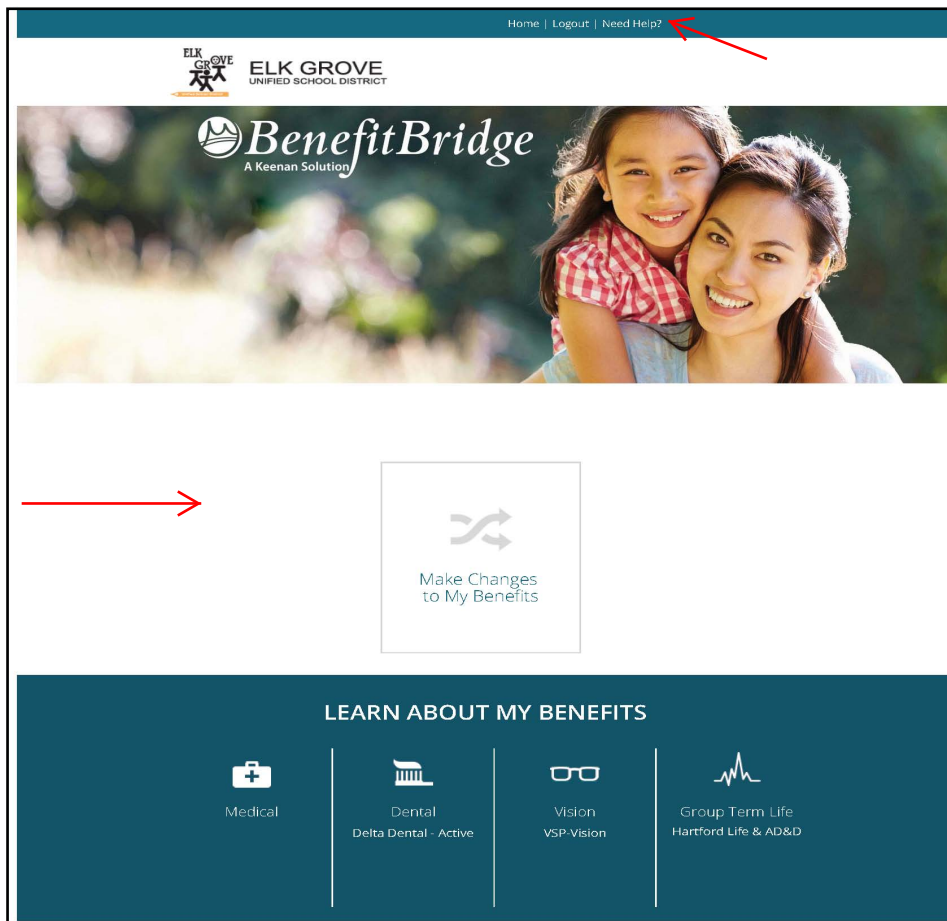 Home | Logout | Need Help?
ELK GROVE
ELK GROVE
UNIFIED SCHOOL DISTRICT
BenefitBridge
A Keenan Solution
Make Changes
to My Benefits
LEARN ABOUT MY BENEFITS
Medical
Dental
Delta Dental - Active
Vision
VSP-Vision
Group Term Life
Hartford Life & AD&D